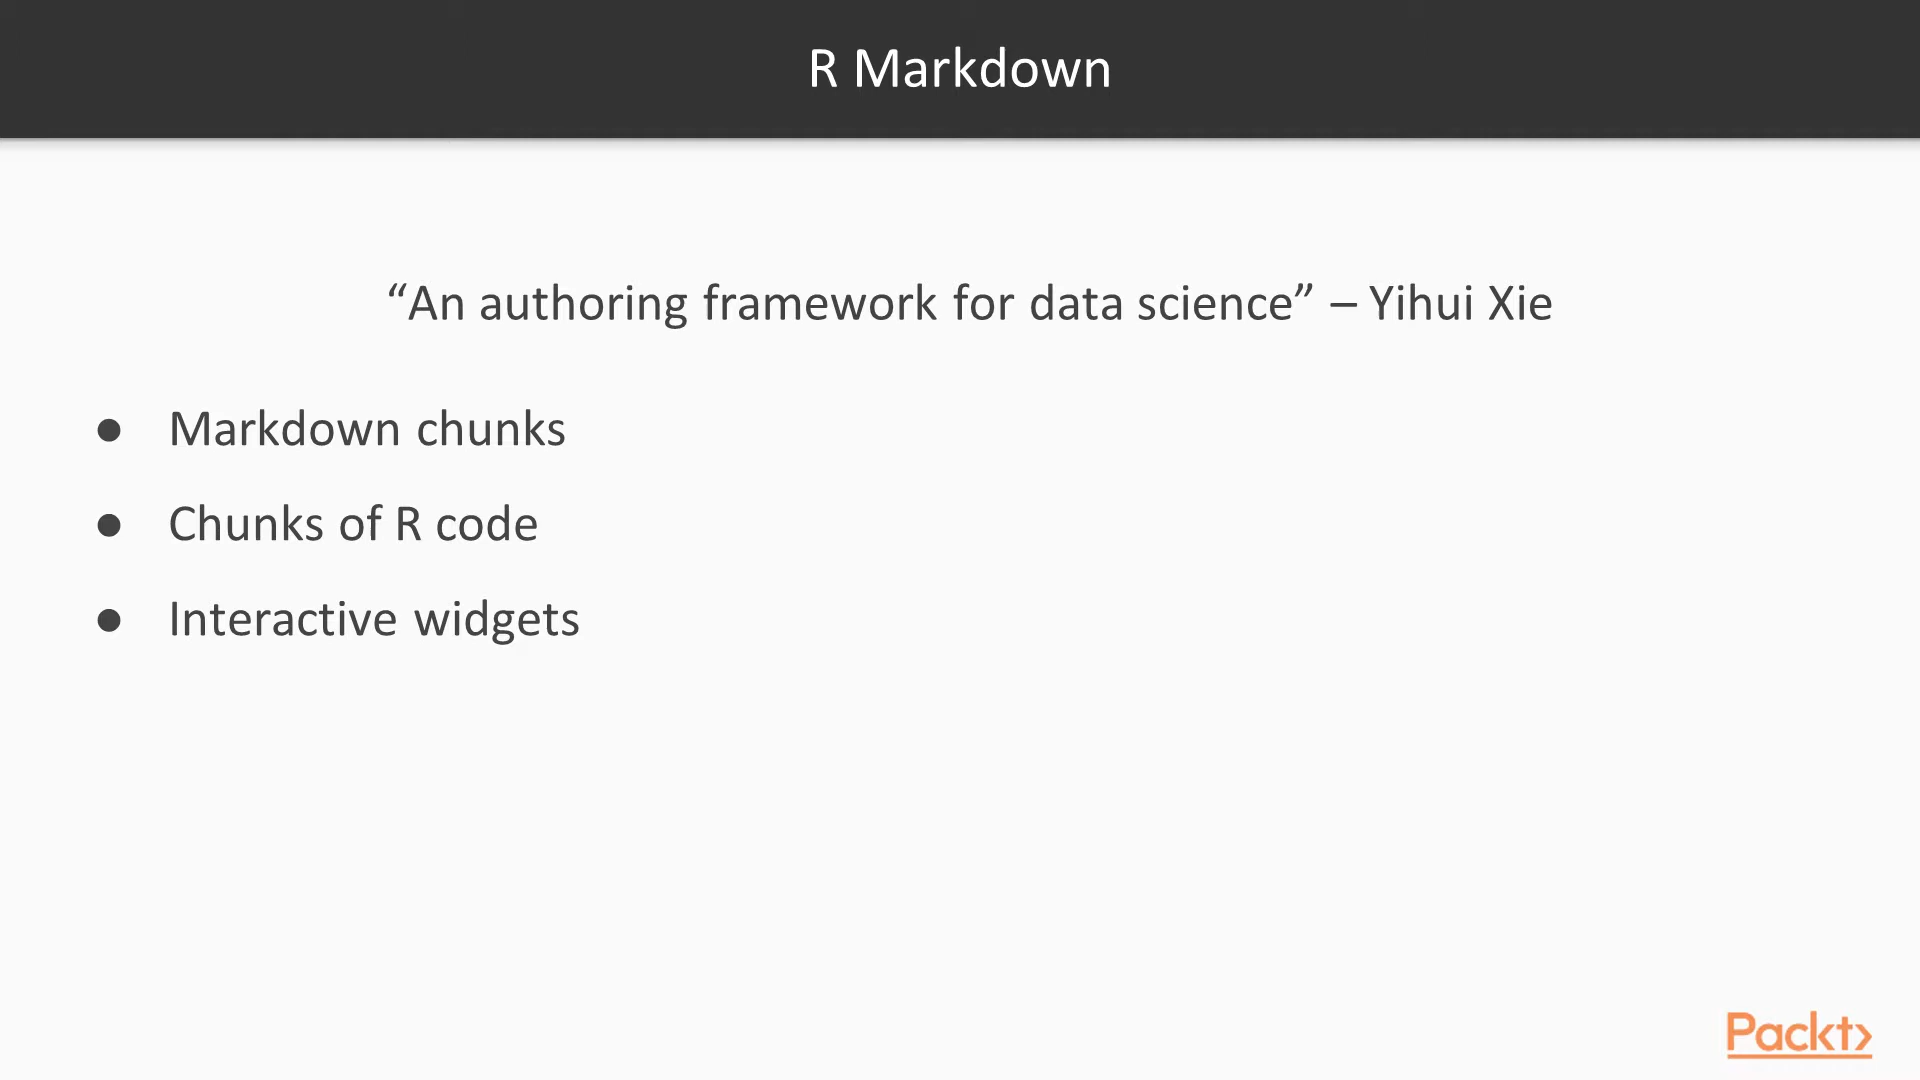 R Markdown
“An authoring framework for data science” – Yihui Xie
● Markdown chunks
● Chunks of R code
● Interactive widgets
Packt>